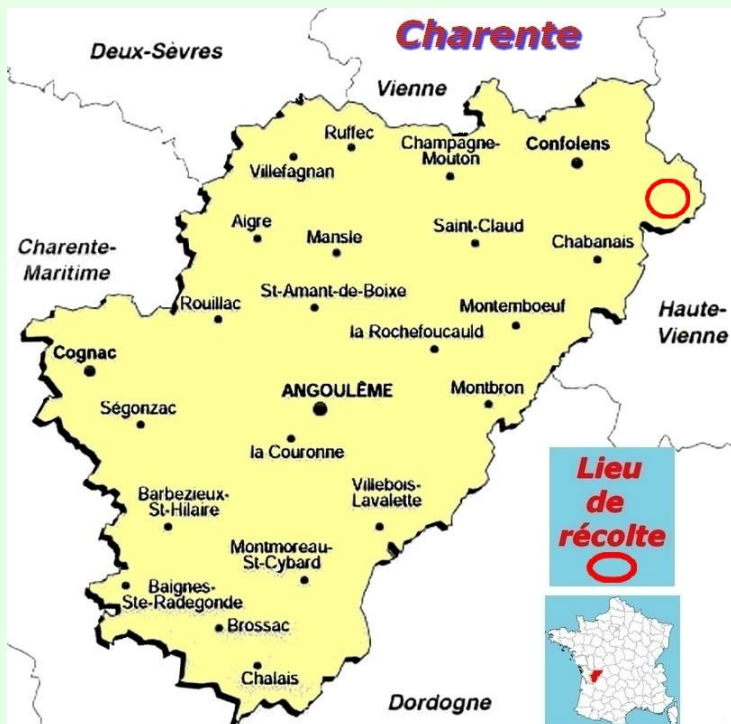 Charente
Deux-Sèvres
Vienne
Ruffec
Villefagnan
Champagne-
Mouton
Confolens
Aigre
Mansle
Saint-Claud
Chabanais
Charente-
Maritime
Rouillac
St-Amant-de-Boixe
Montemboeuf
Haute-
Vienne
la Rochefoucauld
Cognac
ANGOULÊME
Montbron
Ségonzac
la Couronne
Lieu
de
récolte
Barbezieux-
St-Hilaire
Villebois-
Lavalette
Montmoreau-
St-Cybard
Baignes-
Ste-Radegonde
Brossac
Chalais
Dordogne